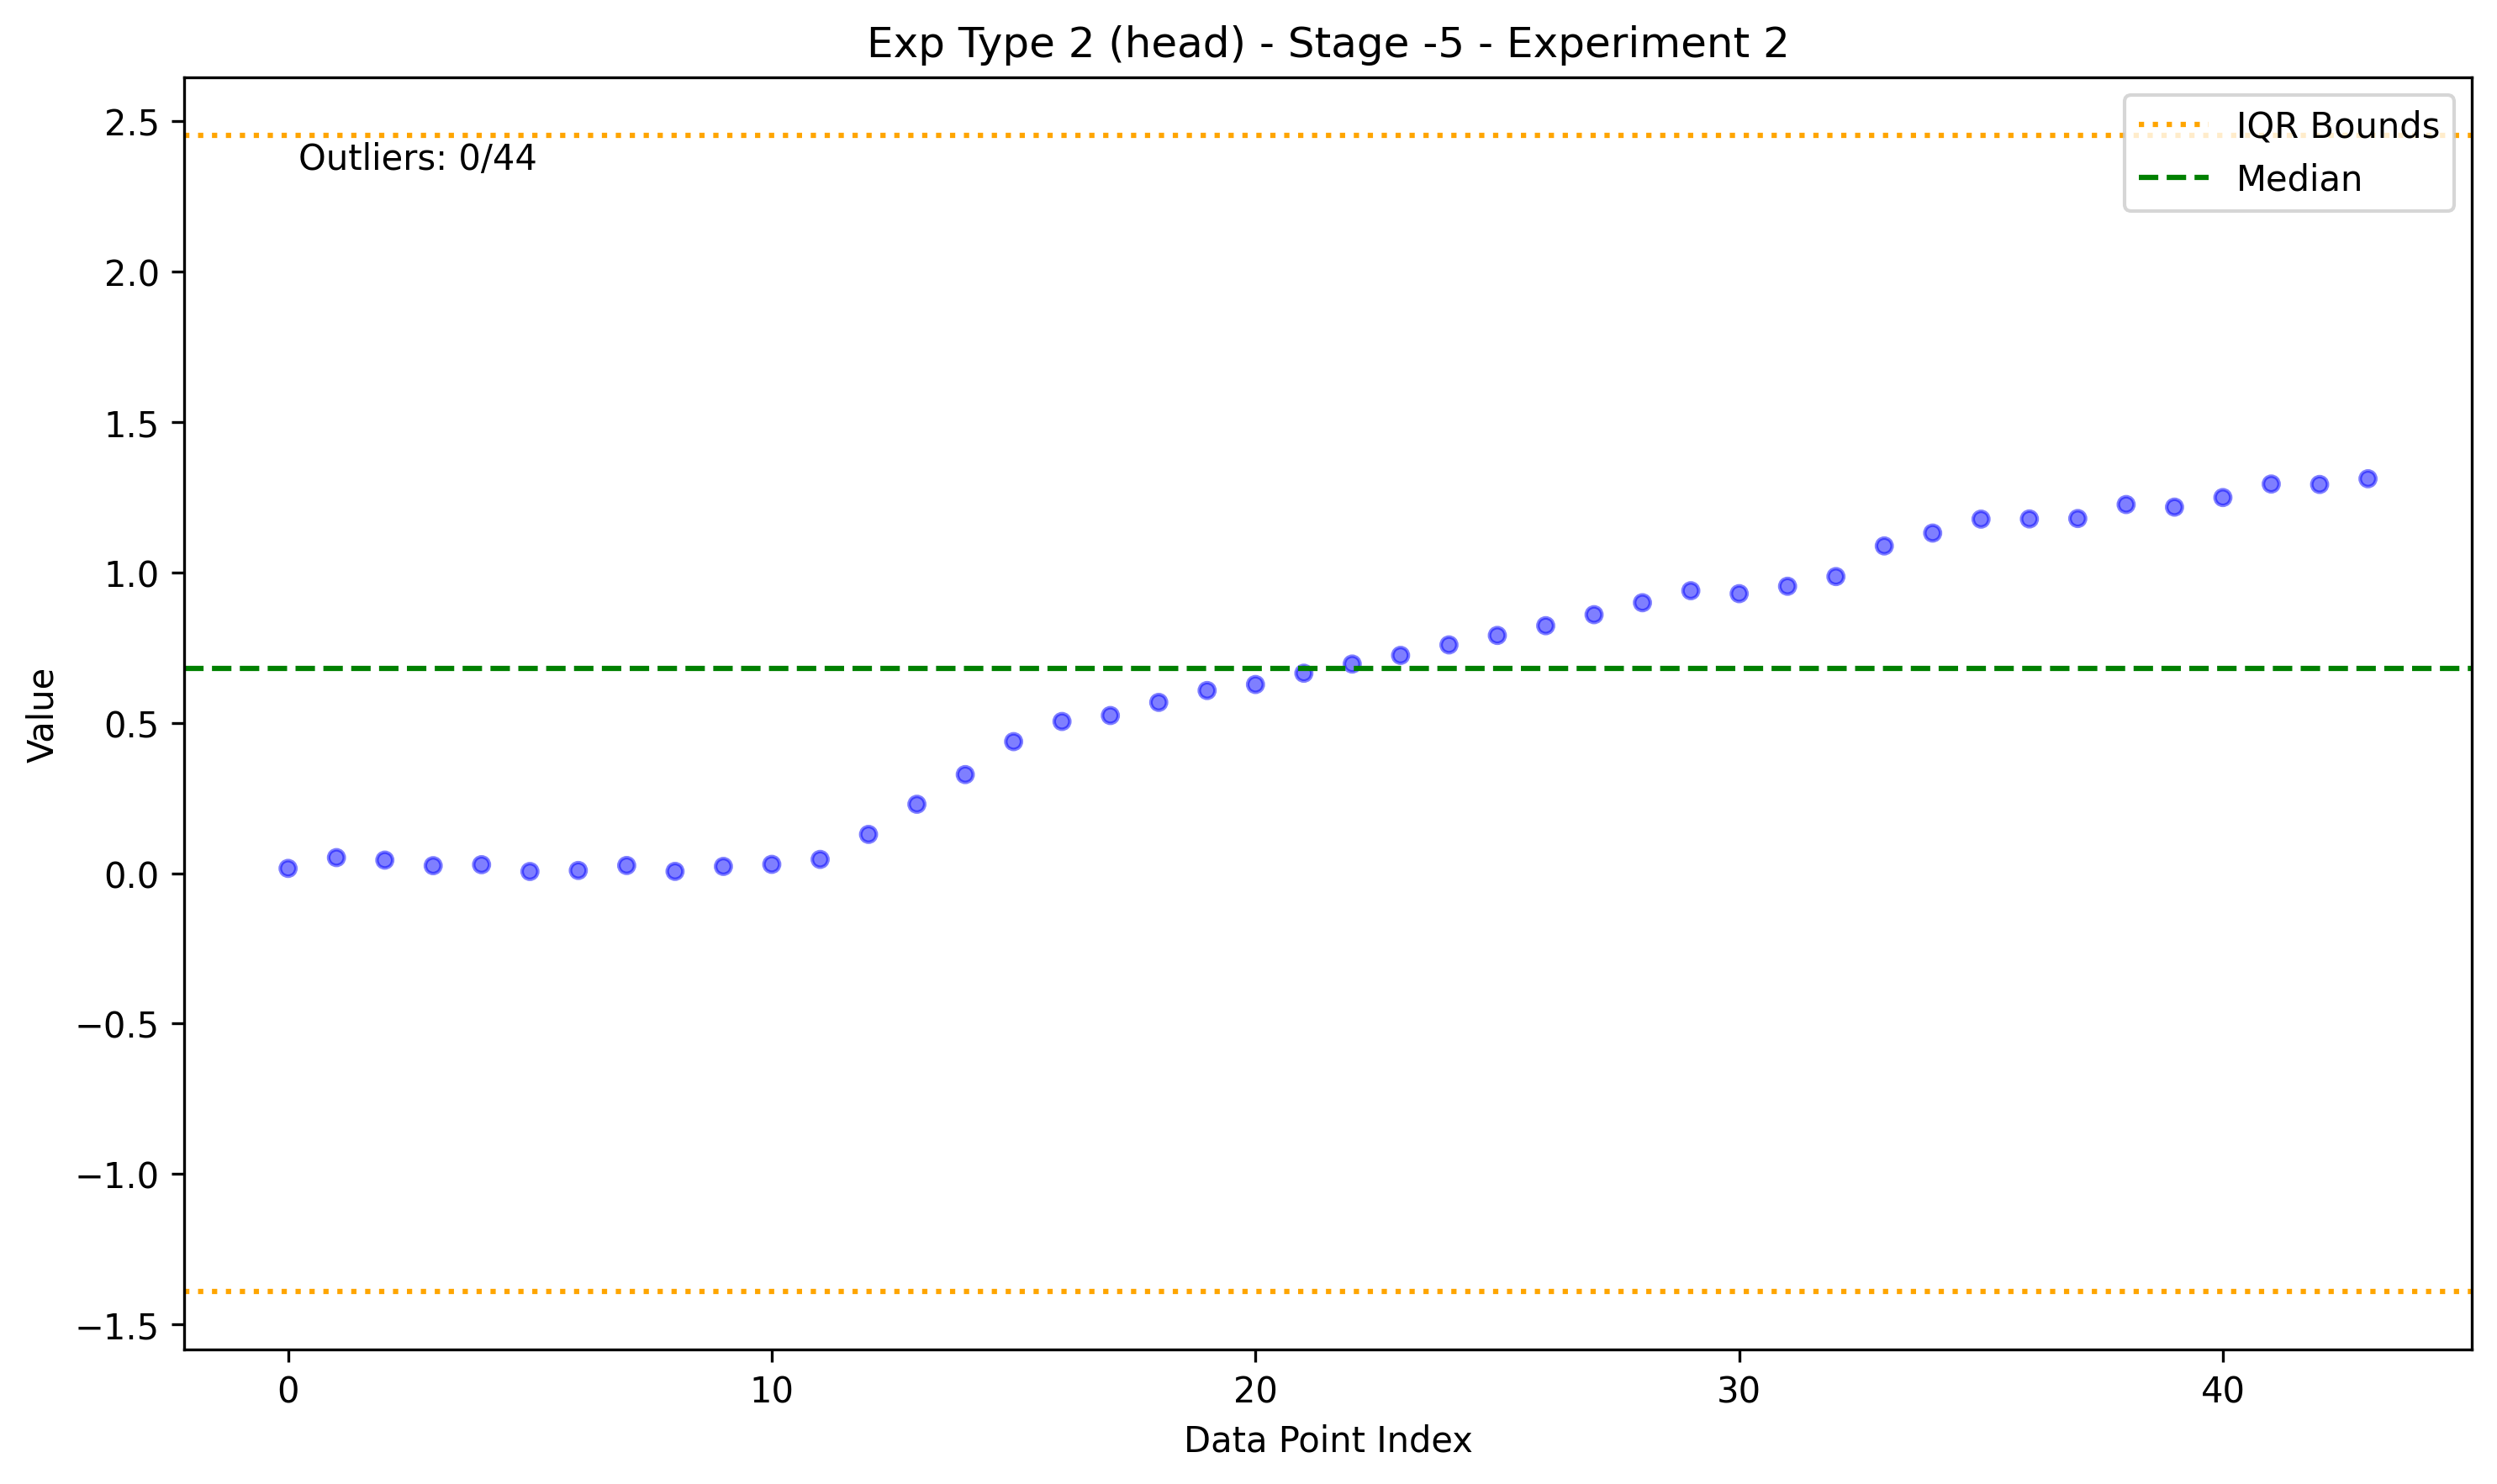 Exp Type 2 (head) - Stage -5 - Experiment 2
Value
2.5
2.0
1.5
1.0
0.5
0.0
−0.5
−1.0
−1.5
Outliers: 0/44
IQR Bounds
Median
0 10 20 30 40
Data Point Index